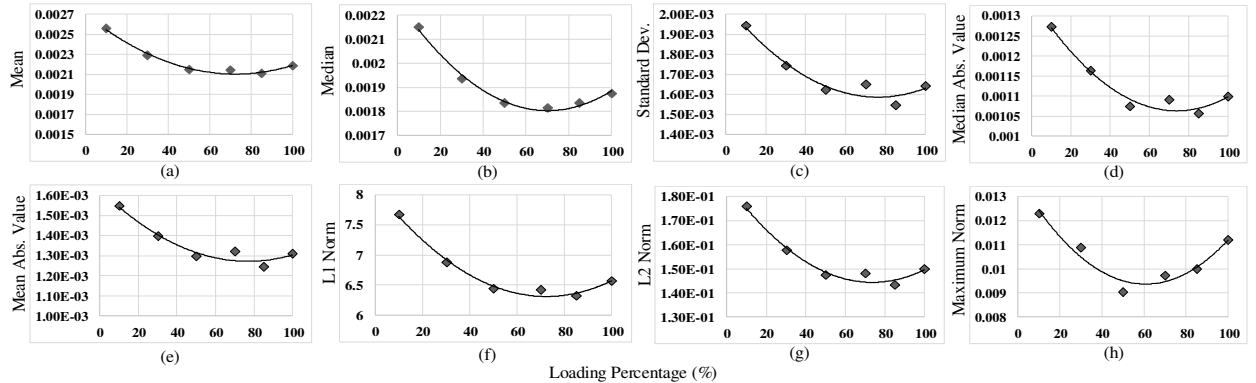 Mean
0.0027
0.0025
0.0023
0.0021
0.0019
0.0017
0.0015
0 20 40 60 80 100
(a)
Median
0.0022
0.0021
0.002
0.0019
0.0018
0.0017
0 20 40 60 80 100
(b)
Standard Dev.
2.00E-03
1.90E-03
1.80E-03
1.70E-03
1.60E-03
1.50E-03
1.40E-03
0 20 40 60 80 100
(c)
Median Abs. Value
0.0013
0.00125
0.0012
0.00115
0.0011
0.00105
0.001
0 20 40 60 80 100
(d)
Mean Abs. Value
1.60E-03
1.50E-03
1.40E-03
1.30E-03
1.20E-03
1.10E-03
1.00E-03
0 20 40 60 80 100
(e)
L1 Norm
8
7.5
7
6.5
6
0 20 40 60 80 100
(f)
L2 Norm
1.80E-01
1.70E-01
1.60E-01
1.50E-01
1.40E-01
1.30E-01
0 20 40 60 80 100
(g)
Maximum Norm
0.013
0.012
0.011
0.01
0.009
0.008
0 20 40 60 80 100
(h)
Loading Percentage (%)